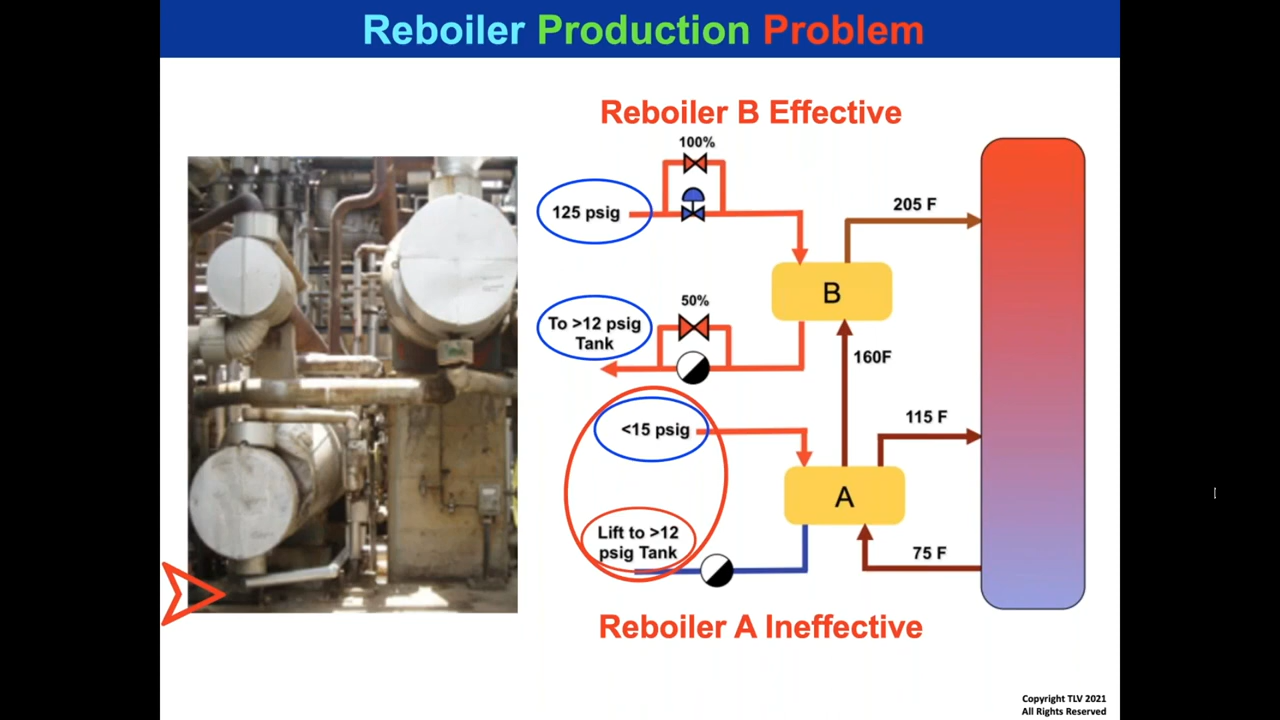 Reboiler Production Problem
Reboiler B Effective
100%
125 psig
205 F
B
50%
To >12 psig
Tank
160F
<15 psig
115 F
A
Lift to >12
psig Tank
75 F
Reboiler A Ineffective
Copyright TLV 2021
All Rights Reserved